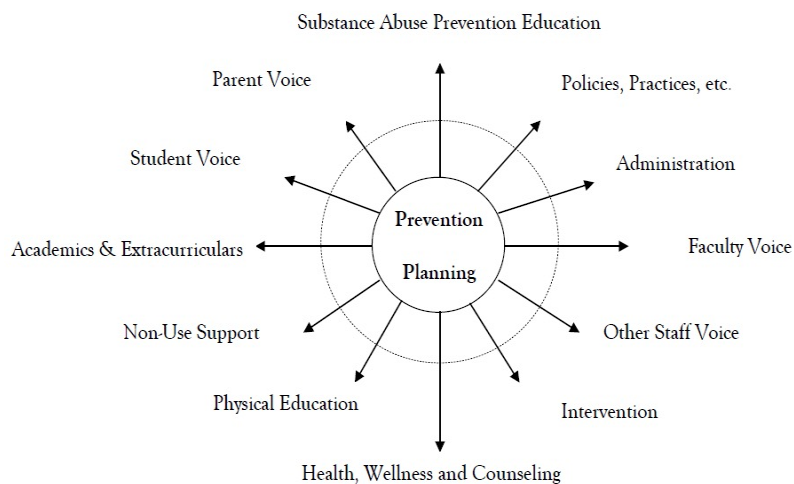 Substance Abuse Prevention Education
Parent Voice
Policies, Practices, etc.
Student Voice
Administration
Prevention
Planning
Academics & Extracurriculars
Faculty Voice
Non-Use Support
Other Staff Voice
Physical Education
Intervention
Health, Wellness and Counseling